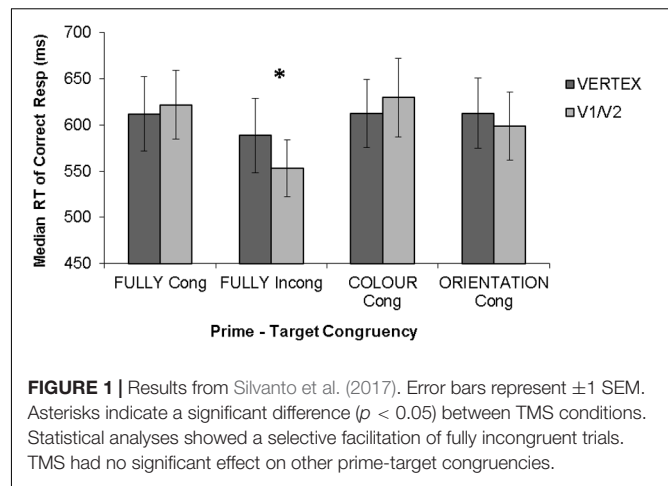 Median RT of Correct Resp (ms)
700
650
600
550
500
450
*
VERTEX
V1/V2
FULLY Cong
FULLY Incong
COLOUR
Cong
ORIENTATION
Cong
Prime - Target Congruency
FIGURE 1 | Results from Silvanto et al. (2017). Error bars represent ±1 SEM.
Asterisks indicate a significant difference (p < 0.05) between TMS conditions.
Statistical analyses showed a selective facilitation of fully incongruent trials.
TMS had no significant effect on other prime-target congruencies.